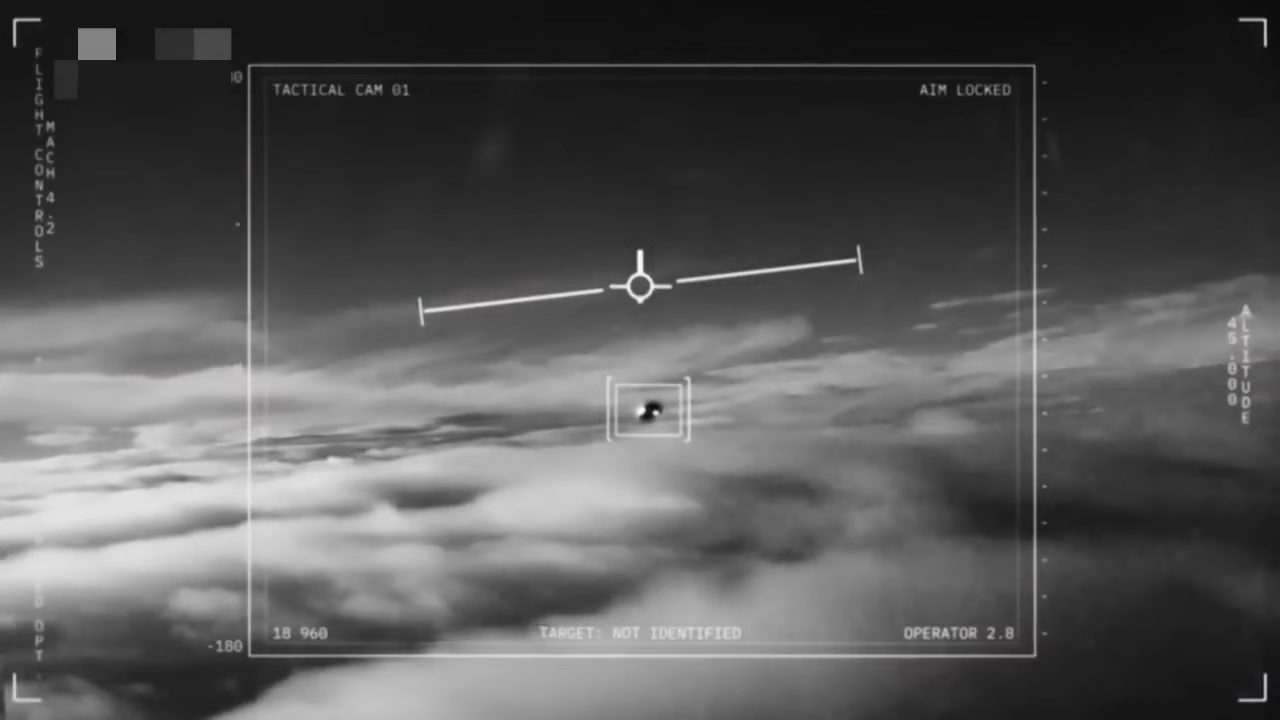 FLIGHT CONTROLS
MACH 4.2
TACTICAL CAM 01
AIM LOCKED
ALTITUDE
45.000
18 960
TARGET: NOT IDENTIFIED
OPERATOR 2.8
-180